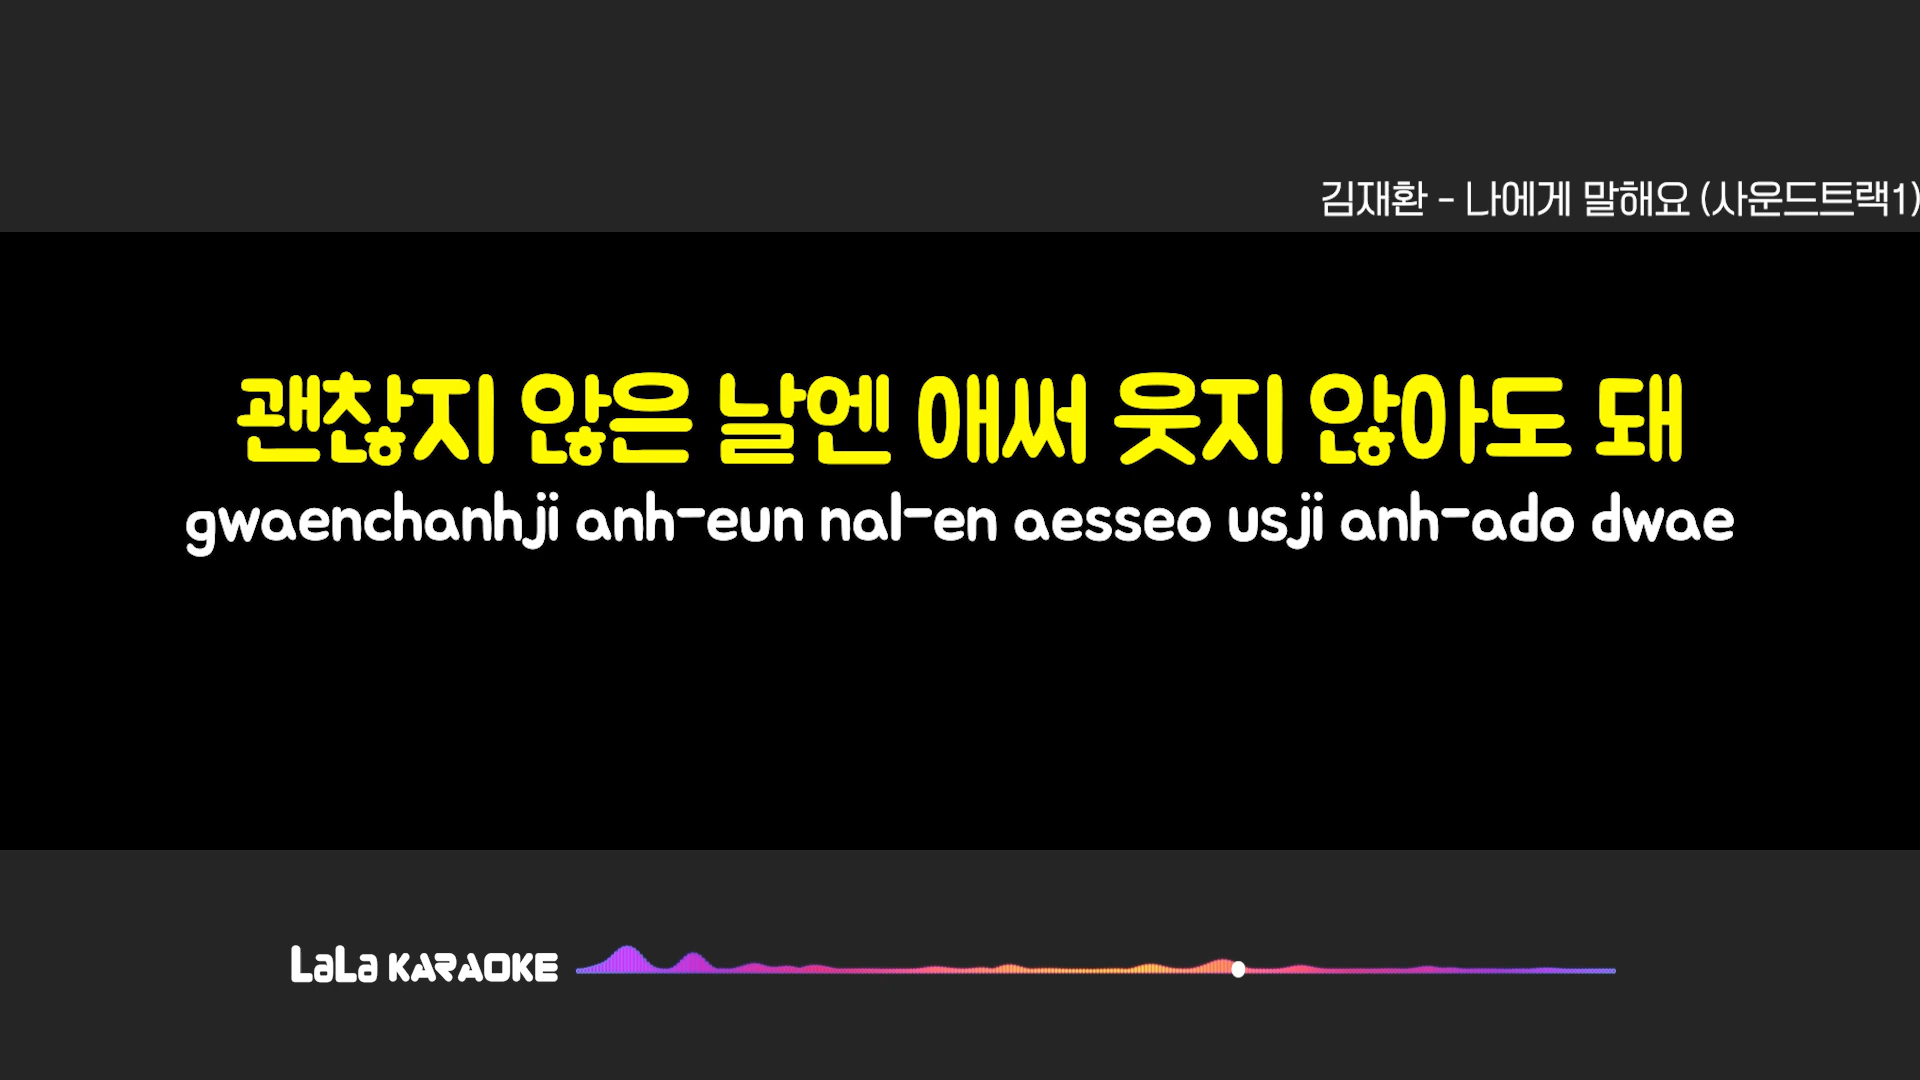 김재환 - 나에게 말해요 (사운드트랙1)
괜찮지 않은 날엔 애써 웃지 않아도 돼
gwaenchanhji anh-eun nal-en aesseo usji anh-ado dwae
LaLa KARAOKE